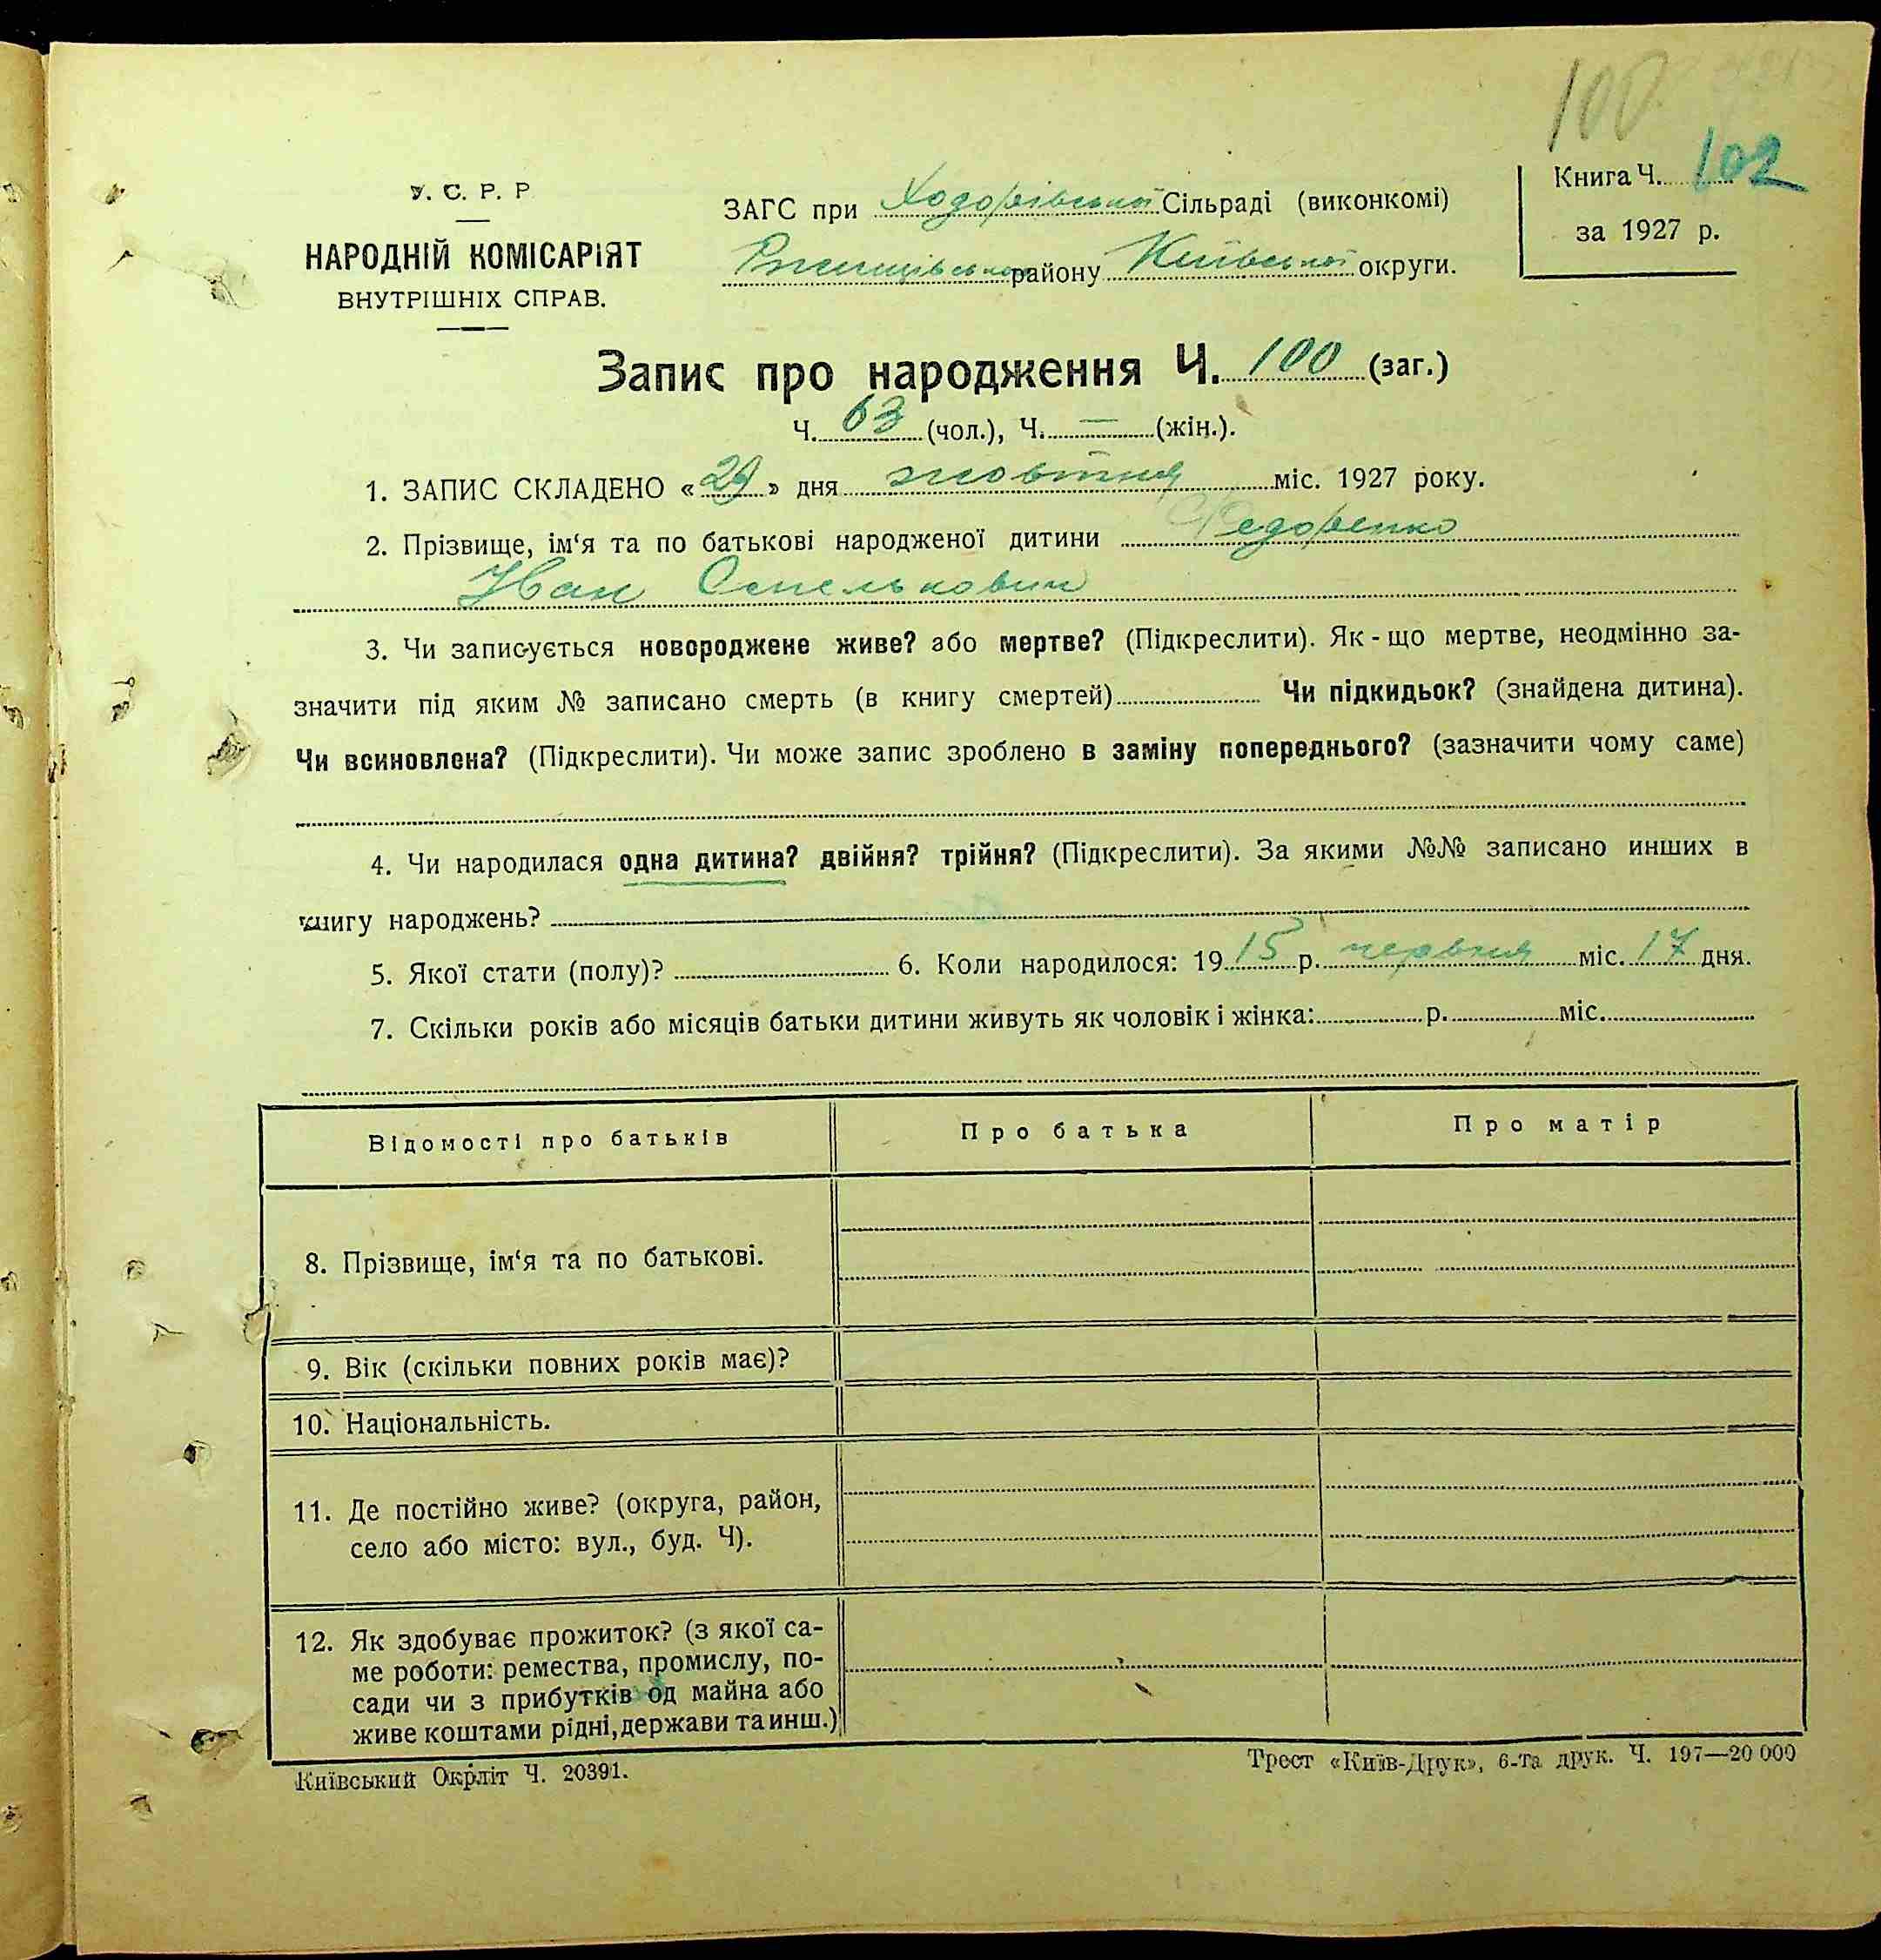 100
102
У. С. Р. Р
НАРОДНІЙ КОМІСАРІЯТ
ВНУТРІШНІХ СПРАВ.
ЗАГС при Ходорівській Сільраді (виконкомі)
Ржищівського району Київської округи.
Книга Ч.
за 1927 р.
Запис про народження Ч. 100 (заг.)
Ч. 63 (чол.), Ч. — (жін.).
1. ЗАПИС СКЛАДЕНО «29» дня жовтня міс. 1927 року.
2. Прізвище, ім‘я та по батькові народженої дитини Федоренко
Іван Омелькович
3. Чи записується новороджене живе? або мертве? (Підкреслити). Як-що мертве, неодмінно за-
значити під яким № записано смерть (в книгу смертей) Чи підкидьок? (знайдена дитина).
Чи всиновлена? (Підкреслити). Чи може запис зроблено в заміну попереднього? (зазначити чому саме)
4. Чи народилася одна дитина? двійня? трійня? (Підкреслити). За якими №№ записано инших в
книгу народжень?
5. Якої стати (полу)? 6. Коли народилося: 1915 р. червня міс. 17 дня.
7. Скільки років або місяців батьки дитини живуть як чоловік і жінка: р. міс.
Відомості про батьків Про батька Про матір
8. Прізвище, ім‘я та по батькові.
9. Вік (скільки повних років має)?
10. Національність.
11. Де постійно живе? (округа, район,
село або місто: вул., буд. Ч).
12. Як здобуває прожиток? (з якої са-
ме роботи: ремества, промислу, по-
сади чи з прибутків од майна або
живе коштами рідні, держави та инш.)
Київський Окрліт Ч. 20391.
Трест «Київ-Друк», 6-та друк. Ч. 197—20 000